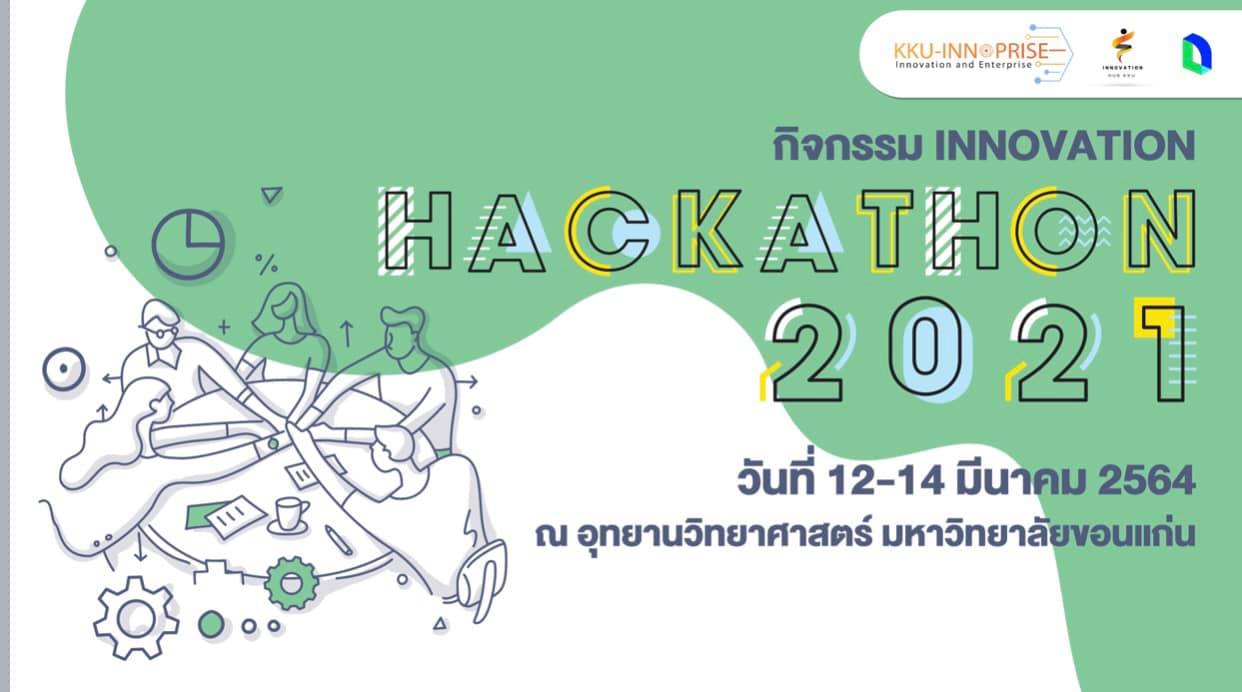 KKU-INNOPRISE
Innovation and Enterprise
INNOVATION
HUB KKU
กิจกรรม INNOVATION
HACKATHON
2021
%
วันที่ 12-14 มีนาคม 2564
ณ อุทยานวิทยาศาสตร์ มหาวิทยาลัยขอนแก่น